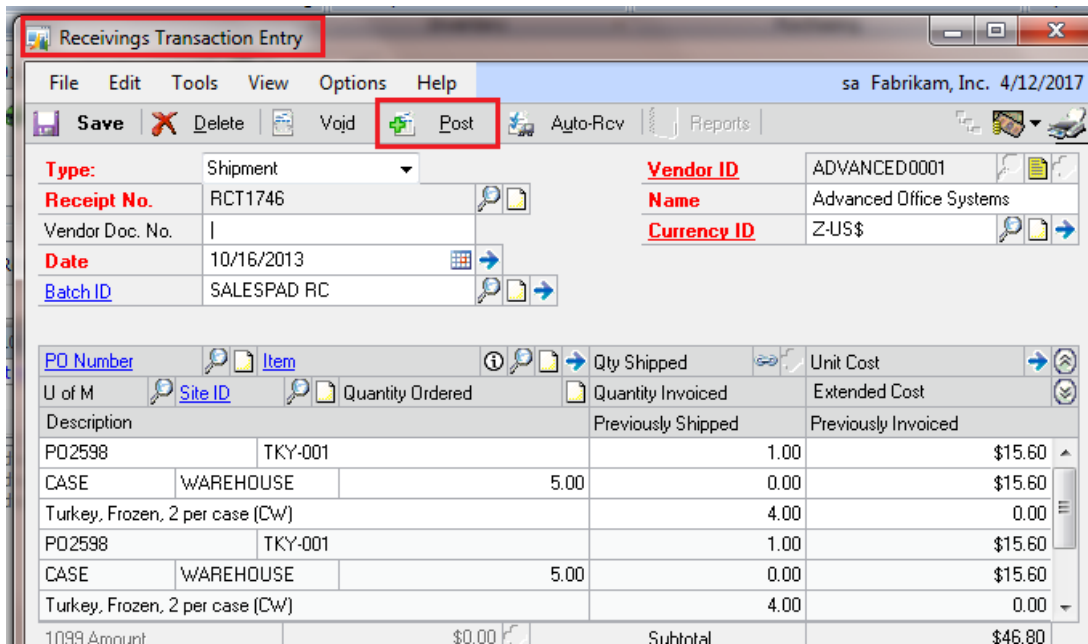 Receivings Transaction Entry
File Edit Tools View Options Help sa Fabrikam, Inc. 4/12/2017
Save Delete Void Post Auto-Rcv Reports
Type: Shipment Vendor ID ADVANCED0001
Receipt No. RCT1746 Name Advanced Office Systems
Vendor Doc. No. Currency ID Z-US$
Date 10/16/2013
Batch ID SALESPAD RC
PO Number Item Qty Shipped Unit Cost
U of M Site ID Quantity Ordered Quantity Invoiced Extended Cost
Description Previously Shipped Previously Invoiced
PO2598 TKY-001 1.00 $15.60
CASE WAREHOUSE 5.00 0.00 $15.60
Turkey, Frozen, 2 per case (CW) 4.00 0.00
PO2598 TKY-001 1.00 $15.60
CASE WAREHOUSE 5.00 0.00 $15.60
Turkey, Frozen, 2 per case (CW) 4.00 0.00
1099 Amount $0.00 Subtotal $46.80